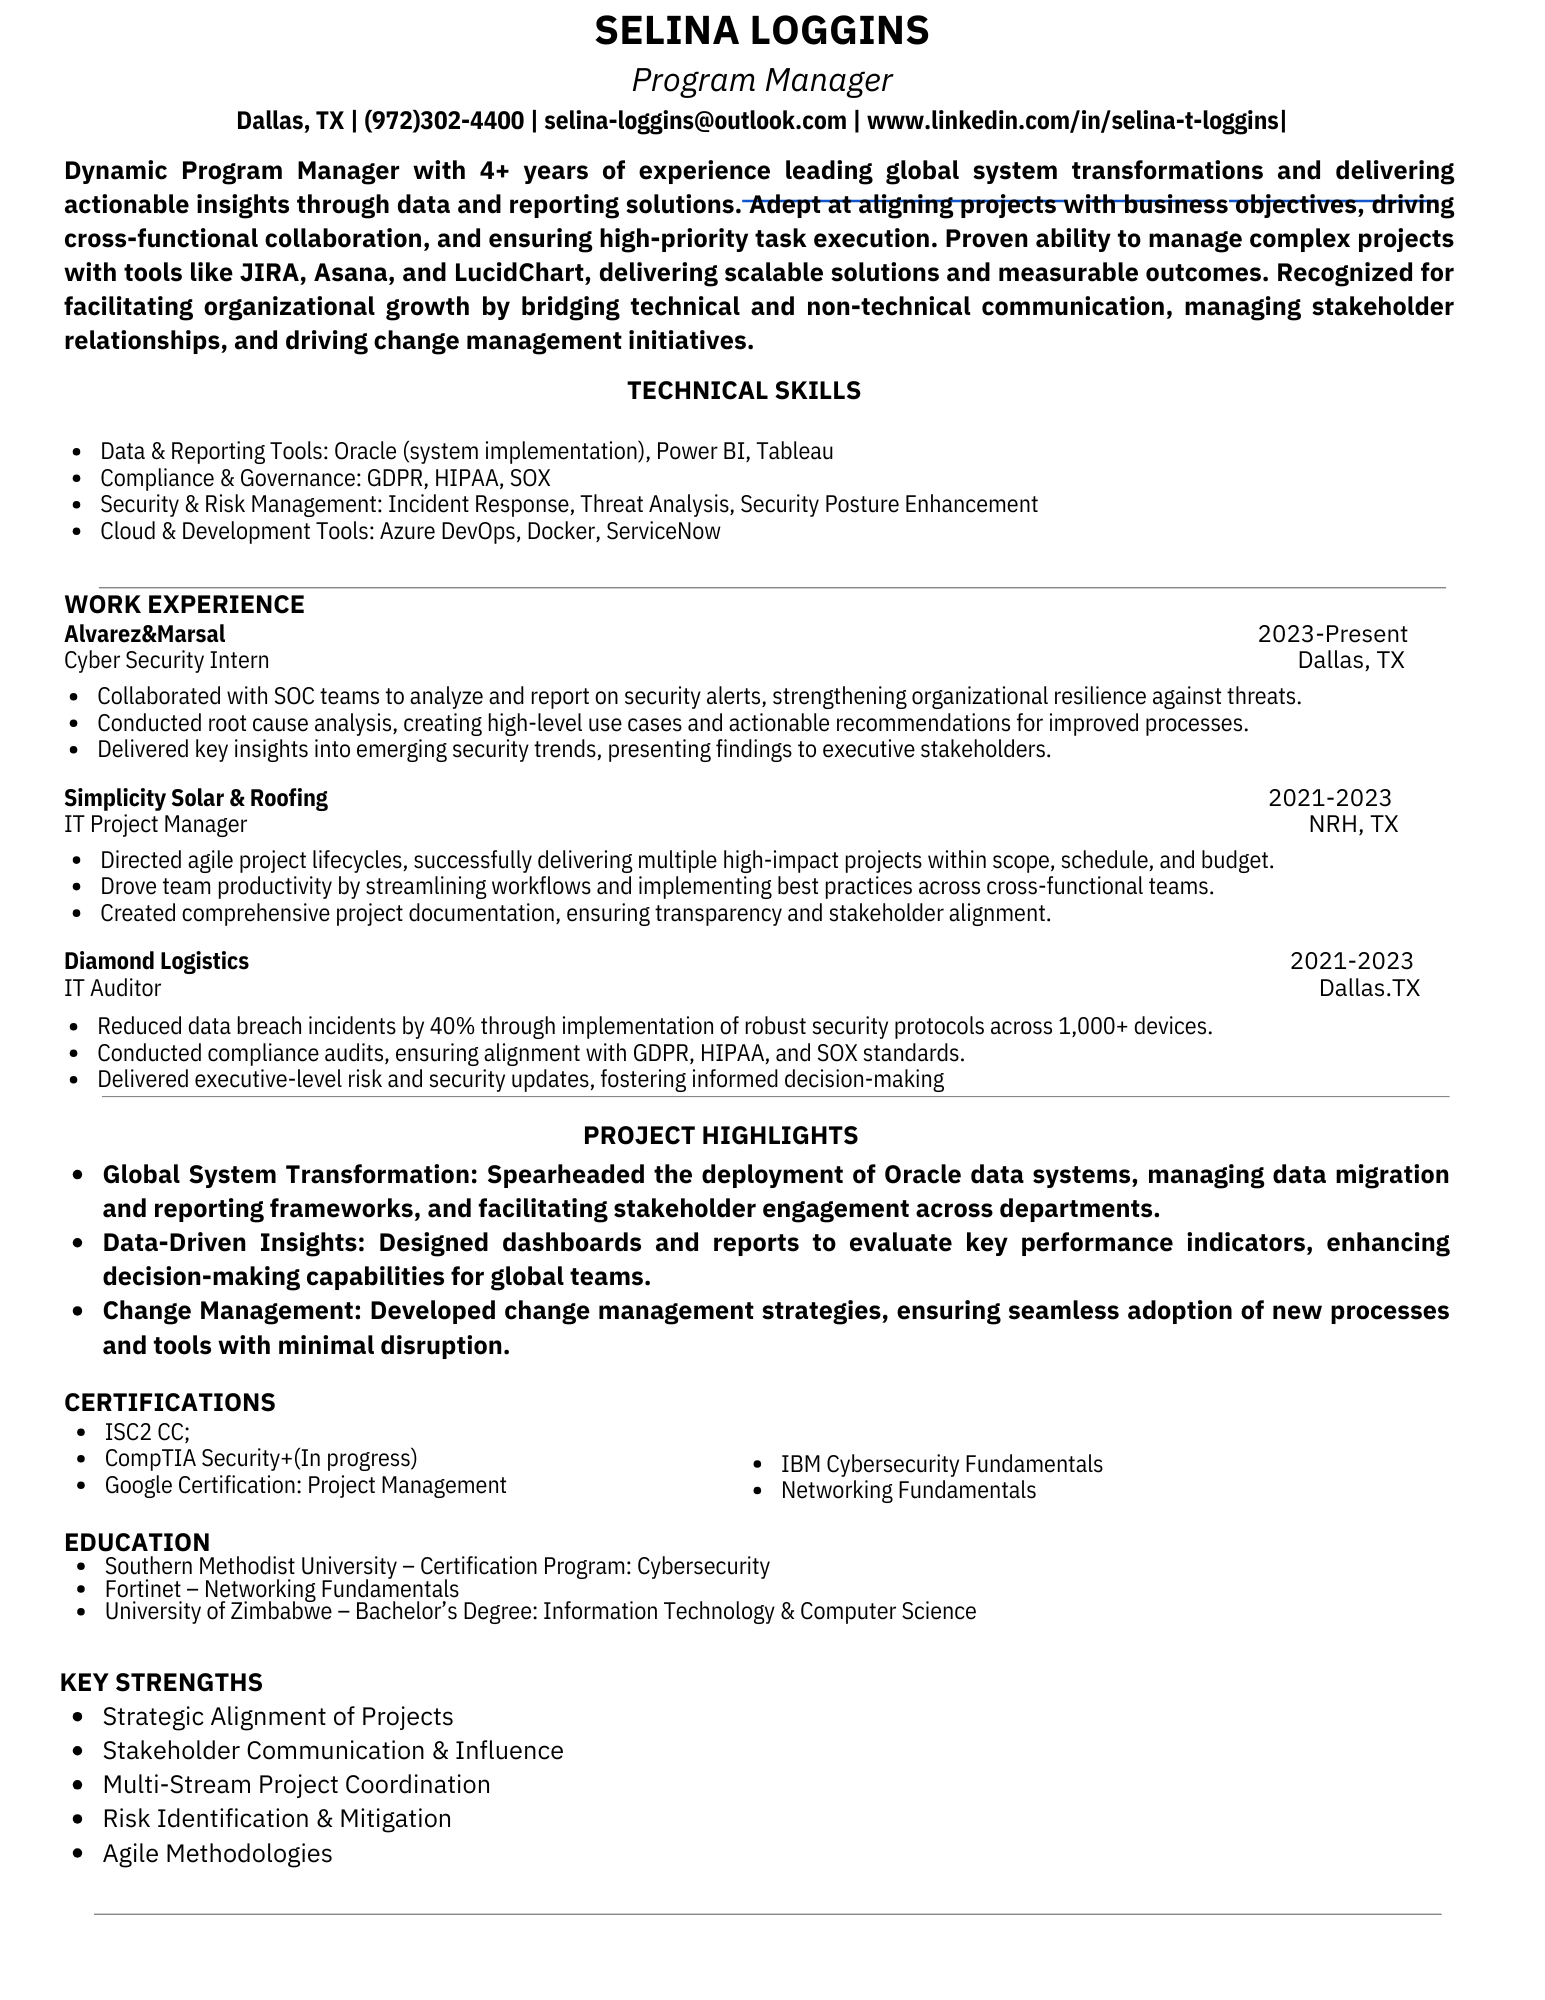 SELINA LOGGINS
Program Manager
Dallas, TX | (972)302-4400 | selina-loggins@outlook.com | www.linkedin.com/in/selina-t-loggins|
Dynamic Program Manager with 4+ years of experience leading global system transformations and delivering
actionable insights through data and reporting solutions. Adept at aligning projects with business objectives, driving
cross-functional collaboration, and ensuring high-priority task execution. Proven ability to manage complex projects
with tools like JIRA, Asana, and LucidChart, delivering scalable solutions and measurable outcomes. Recognized for
facilitating organizational growth by bridging technical and non-technical communication, managing stakeholder
relationships, and driving change management initiatives.
TECHNICAL SKILLS
• Data & Reporting Tools: Oracle (system implementation), Power BI, Tableau
• Compliance & Governance: GDPR, HIPAA, SOX
• Security & Risk Management: Incident Response, Threat Analysis, Security Posture Enhancement
• Cloud & Development Tools: Azure DevOps, Docker, ServiceNow
WORK EXPERIENCE
Alvarez&Marsal 2023-Present
Cyber Security Intern Dallas, TX
• Collaborated with SOC teams to analyze and report on security alerts, strengthening organizational resilience against threats.
• Conducted root cause analysis, creating high-level use cases and actionable recommendations for improved processes.
• Delivered key insights into emerging security trends, presenting findings to executive stakeholders.
Simplicity Solar & Roofing 2021-2023
IT Project Manager NRH, TX
• Directed agile project lifecycles, successfully delivering multiple high-impact projects within scope, schedule, and budget.
• Drove team productivity by streamlining workflows and implementing best practices across cross-functional teams.
• Created comprehensive project documentation, ensuring transparency and stakeholder alignment.
Diamond Logistics 2021-2023
IT Auditor Dallas.TX
• Reduced data breach incidents by 40% through implementation of robust security protocols across 1,000+ devices.
• Conducted compliance audits, ensuring alignment with GDPR, HIPAA, and SOX standards.
• Delivered executive-level risk and security updates, fostering informed decision-making
PROJECT HIGHLIGHTS
• Global System Transformation: Spearheaded the deployment of Oracle data systems, managing data migration
and reporting frameworks, and facilitating stakeholder engagement across departments.
• Data-Driven Insights: Designed dashboards and reports to evaluate key performance indicators, enhancing
decision-making capabilities for global teams.
• Change Management: Developed change management strategies, ensuring seamless adoption of new processes
and tools with minimal disruption.
CERTIFICATIONS
• ISC2 CC;
• CompTIA Security+(In progress)
• Google Certification: Project Management
• IBM Cybersecurity Fundamentals
• Networking Fundamentals
EDUCATION
• Southern Methodist University – Certification Program: Cybersecurity
• Fortinet – Networking Fundamentals
• University of Zimbabwe – Bachelor’s Degree: Information Technology & Computer Science
KEY STRENGTHS
• Strategic Alignment of Projects
• Stakeholder Communication & Influence
• Multi-Stream Project Coordination
• Risk Identification & Mitigation
• Agile Methodologies